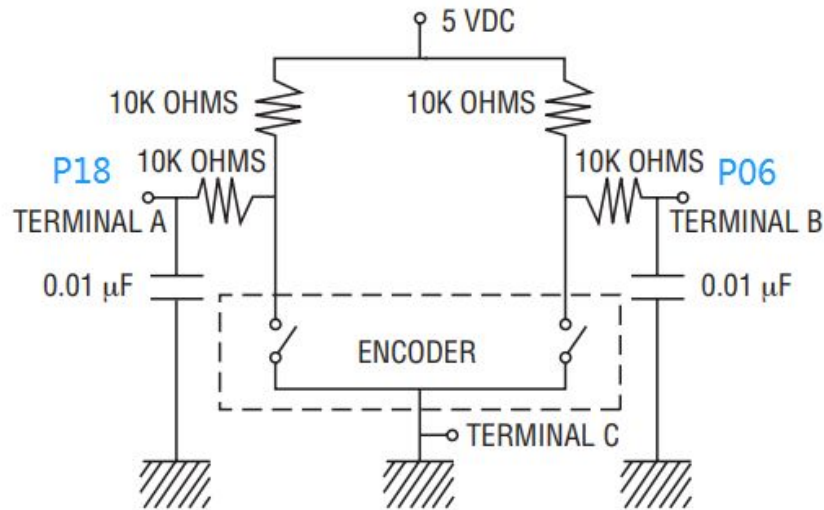 5 VDC
10K OHMS
10K OHMS
P18
10K OHMS
10K OHMS
P06
TERMINAL A
TERMINAL B
0.01 μF
0.01 μF
ENCODER
TERMINAL C